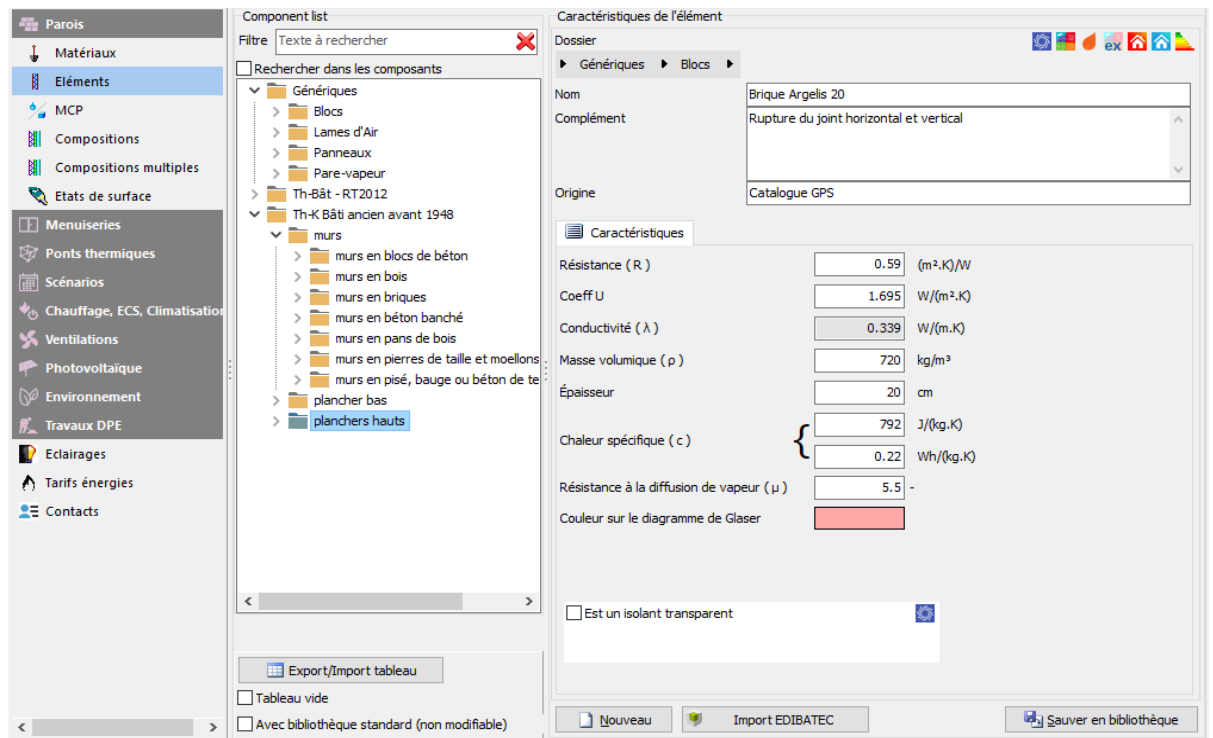 Parois
Matériaux
Eléments
MCP
Compositions
Compositions multiples
Etats de surface
Menuiseries
Ponts thermiques
Scénarios
Chauffage, ECS, Climatisation
Ventilations
Photovoltaïque
Environnement
Travaux DPE
Eclairages
Tarifs énergies
Contacts
Component list
Filtre Texte à rechercher
Rechercher dans les composants
Génériques
Blocs
Lames d'Air
Panneaux
Pare-vapeur
Th-Bât - RT2012
Th-K Bâti ancien avant 1948
murs
murs en blocs de béton
murs en bois
murs en briques
murs en béton banché
murs en pans de bois
murs en pierres de taille et moellons
murs en pisé, bauge ou béton de te
plancher bas
planchers hauts
Export/Import tableau
Tableau vide
Avec bibliothèque standard (non modifiable)
Caractéristiques de l'élément
Dossier
ex
Génériques Blocs
Nom Brique Argelis 20
Complément Rupture du joint horizontal et vertical
Origine Catalogue GPS
Caractéristiques
Résistance ( R ) 0.59 (m².K)/W
Coeff U 1.695 W/(m².K)
Conductivité ( λ ) 0.339 W/(m.K)
Masse volumique ( ρ ) 720 kg/m³
Épaisseur 20 cm
Chaleur spécifique ( c ) { 792 J/(kg.K)
0.22 Wh/(kg.K)
Résistance à la diffusion de vapeur ( μ ) 5.5 -
Couleur sur le diagramme de Glaser
Est un isolant transparent
Nouveau Import EDIBATEC Sauver en bibliothèque